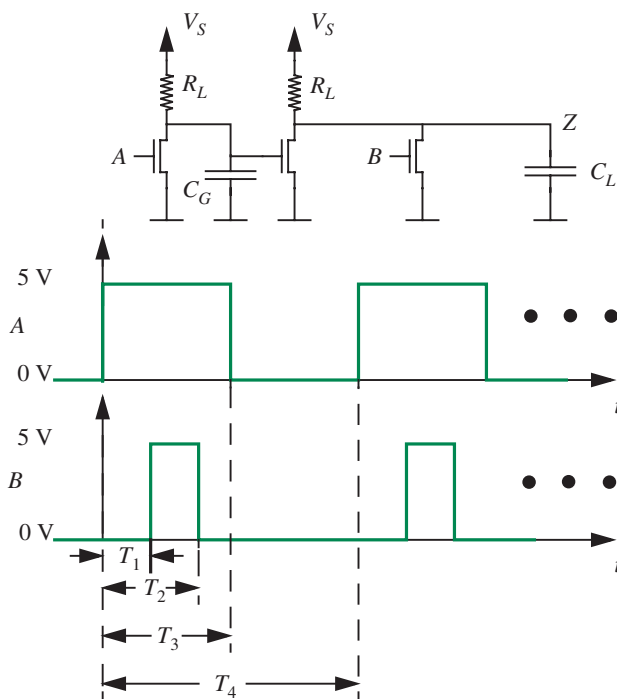 V_S V_S
R_L R_L
A B Z
C_G C_L
5 V
A
0 V
t
5 V
B
0 V
T_1 t
T_2
T_3
T_4